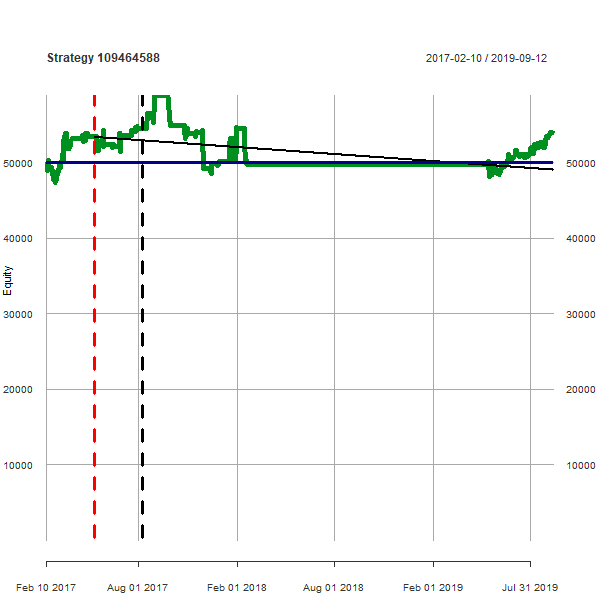 Strategy 109464588
2017-02-10 / 2019-09-12
50000
50000
40000
40000
Equity
30000
30000
20000
20000
10000
10000
Feb 10 2017
Aug 01 2017
Feb 01 2018
Aug 01 2018
Feb 01 2019
Jul 31 2019